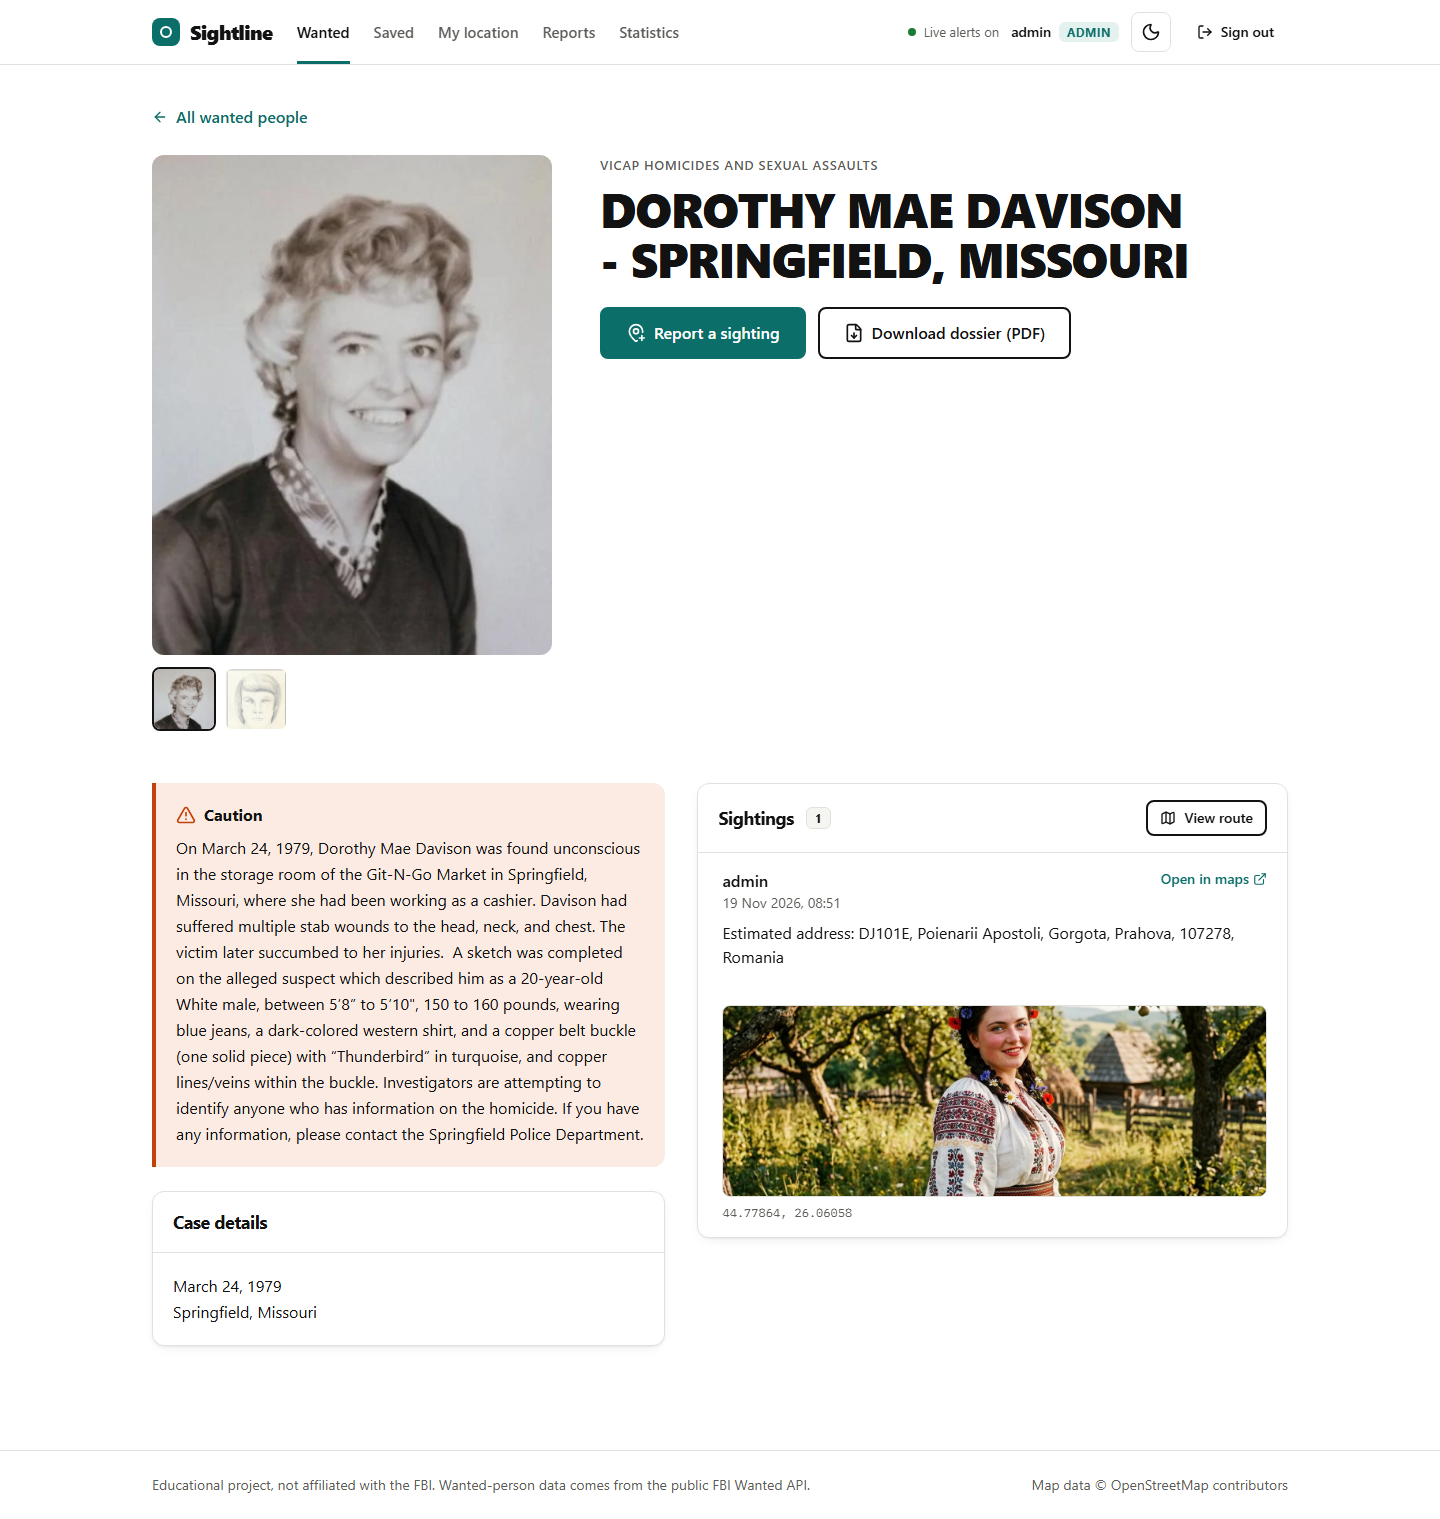 Sightline
Wanted
Saved
My location
Reports
Statistics
Live alerts on
admin
ADMIN
Sign out
All wanted people
VICAP HOMICIDES AND SEXUAL ASSAULTS
DOROTHY MAE DAVISON
- SPRINGFIELD, MISSOURI
Report a sighting
Download dossier (PDF)
Caution
On March 24, 1979, Dorothy Mae Davison was found unconscious
in the storage room of the Git-N-Go Market in Springfield,
Missouri, where she had been working as a cashier. Davison had
suffered multiple stab wounds to the head, neck, and chest. The
victim later succumbed to her injuries.  A sketch was completed
on the alleged suspect which described him as a 20-year-old
White male, between 5’8” to 5’10", 150 to 160 pounds, wearing
blue jeans, a dark-colored western shirt, and a copper belt buckle
(one solid piece) with “Thunderbird” in turquoise, and copper
lines/veins within the buckle. Investigators are attempting to
identify anyone who has information on the homicide. If you have
any information, please contact the Springfield Police Department.
Case details
March 24, 1979
Springfield, Missouri
Sightings
1
View route
admin
Open in maps
19 Nov 2026, 08:51
Estimated address: DJ101E, Poienarii Apostoli, Gorgota, Prahova, 107278,
Romania
44.77864, 26.06058
Educational project, not affiliated with the FBI. Wanted-person data comes from the public FBI Wanted API.
Map data © OpenStreetMap contributors